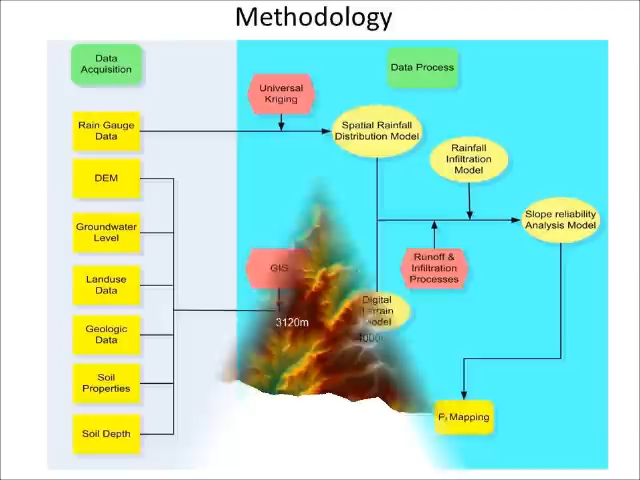 Methodology
Data
Acquisition
Data Process
Universal
Kriging
Rain Gauge
Data
Spatial Rainfall
Distribution Model
Rainfall
Infiltration
Model
DEM
Groundwater
Level
Slope reliability
Analysis Model
GIS
Runoff &
Infiltration
Processes
Landuse
Data
Digital
Terrain
Model
3120m
4000m
Geologic
Data
Soil
Properties
Mapping
Soil Depth